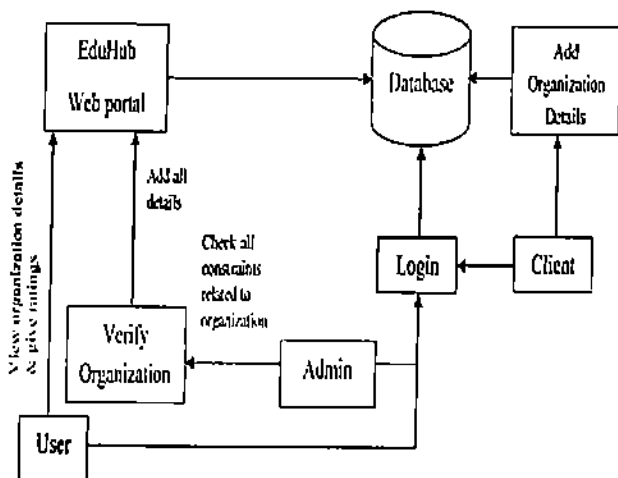 EduHub
Web portal
Database
Add
Organization
Details
Add all
details
View organization details
& give ratings
Check all
constraints
related to
organization
Login
Client
Verify
Organization
Admin
User